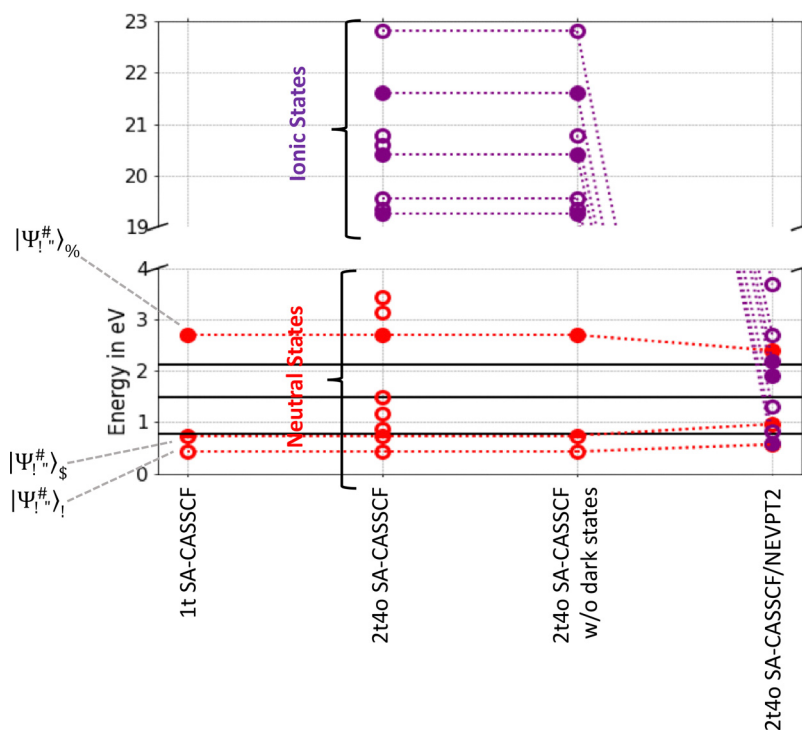 23
22
21
20
19
4
3
2
1
0
Energy in eV
Ionic States
Neutral States
|Ψ!"#⟩%
|Ψ!"#⟩$
|Ψ!"#⟩!
1t SA-CASSCF
2t4o SA-CASSCF
2t4o SA-CASSCF
w/o dark states
2t4o SA-CASSCF/NEVPT2